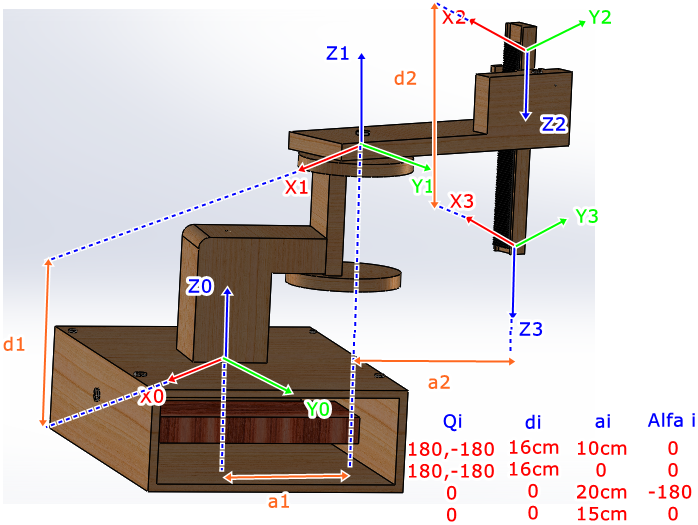 X2
Y2
Z1
d2
Z2
X1
Y1
X3
Y3
Z0
Z3
d1
X0
Y0
a2
a1
Qi di ai Alfa i
180,-180 16cm 10cm 0
180,-180 16cm 0 0
0 0 20cm -180
0 0 15cm 0